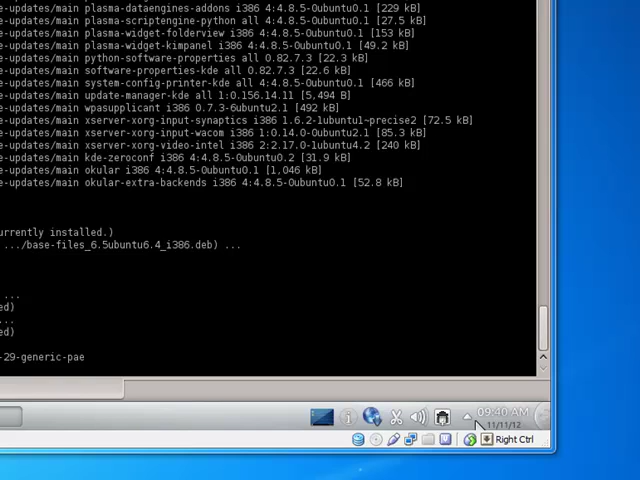 e-updates/main plasma-dataengines-addons i386 4:4.8.5-0ubuntu0.1 [229 kB]
e-updates/main plasma-scriptengine-python all 4:4.8.5-0ubuntu0.1 [27.5 kB]
e-updates/main plasma-widget-folderview i386 4:4.8.5-0ubuntu0.1 [153 kB]
e-updates/main plasma-widget-kimpanel i386 4:4.8.5-0ubuntu0.1 [49.2 kB]
e-updates/main python-software-properties all 0.82.7.3 [22.3 kB]
e-updates/main software-properties-kde all 0.82.7.3 [22.6 kB]
e-updates/main system-config-printer-kde all 4:4.8.5-0ubuntu0.1 [466 kB]
e-updates/main update-manager-kde all 1:0.156.14.11 [5,494 B]
e-updates/main wpasupplicant i386 0.7.3-6ubuntu2.1 [492 kB]
e-updates/main xserver-xorg-input-synaptics i386 1.6.2-1ubuntu1~precise2 [72.5 kB]
e-updates/main xserver-xorg-input-wacom i386 1:0.14.0-0ubuntu2.1 [85.3 kB]
e-updates/main xserver-xorg-video-intel i386 2:2.17.0-1ubuntu4.2 [240 kB]
e-updates/main kde-zeroconf i386 4:4.8.5-0ubuntu0.2 [31.9 kB]
e-updates/main okular i386 4:4.8.5-0ubuntu0.1 [1,046 kB]
e-updates/main okular-extra-backends i386 4:4.8.5-0ubuntu0.1 [52.8 kB]
urrently installed.)
.../base-files_6.5ubuntu6.4_i386.deb) ...
...
ed)
...
ed)
-29-generic-pae
09:40 AM
11/11/12
Right Ctrl